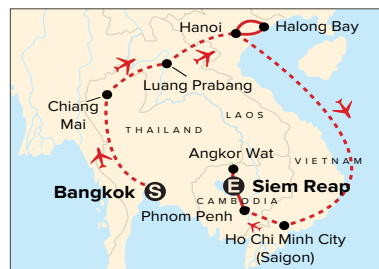 Hanoi
Halong Bay
Luang Prabang
Chiang
Mai
LAOS
THAILAND
Angkor Wat
VIETNAM
Bangkok
S
E
Siem Reap
CAMBODIA
Phnom Penh
Ho Chi Minh City
(Saigon)